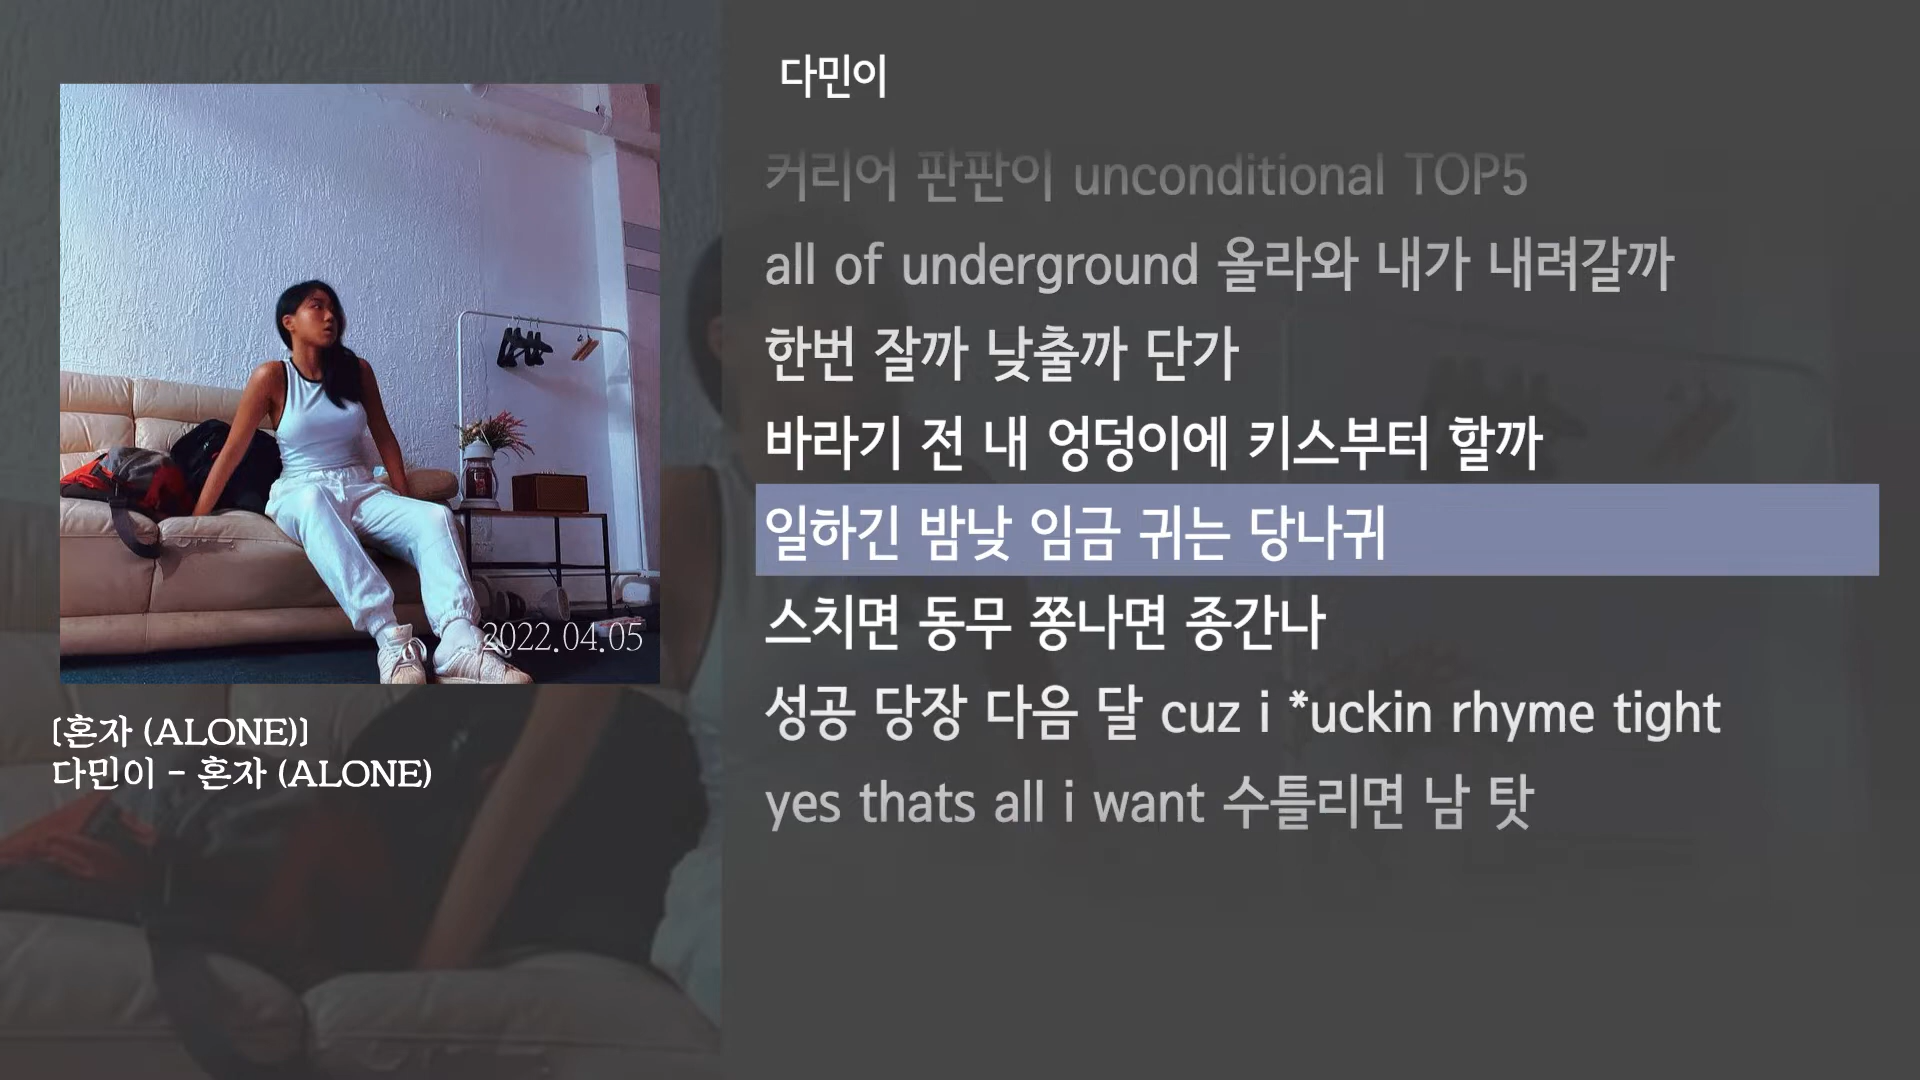 다민이
커리어 판판이 unconditional TOP5
all of underground 올라와 내가 내려갈까
한번 잘까 낮출까 단가
바라기 전 내 엉덩이에 키스부터 할까
일하긴 밤낮 임금 귀는 당나귀
스치면 동무 쫑나면 종간나
성공 당장 다음 달 cuz i *uckin rhyme tight
yes thats all i want 수틀리면 남 탓
2022.04.05
[혼자 (ALONE)]
다민이 - 혼자 (ALONE)